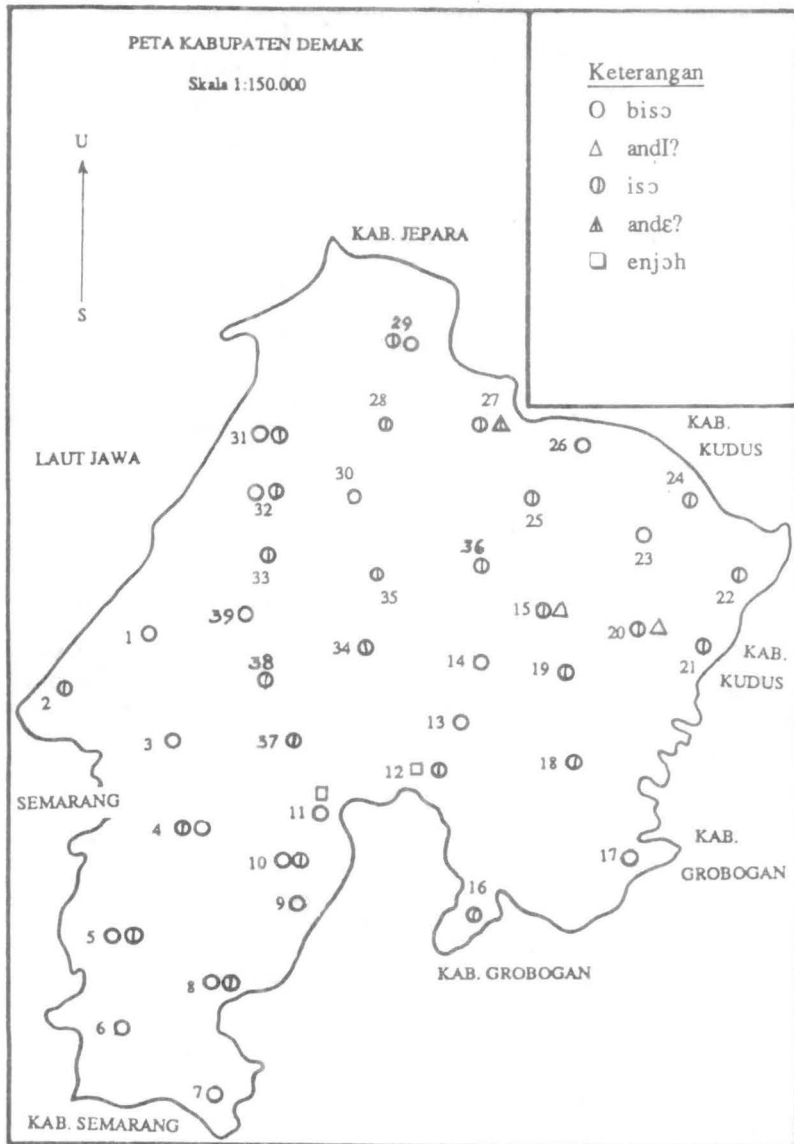 PETA KABUPATEN DEMAK
Skala 1:150.000
Keterangan
bisɔ
andI?
isɔ
andɛ?
enjɔh
U
S
KAB. JEPARA
29
28
27
31
LAUT JAWA
26
KAB.
KUDUS
30
24
32
25
23
36
33
35
22
39
15
1
20
34
14
38
19
21
KAB.
KUDUS
2
13
3
37
12
18
SEMARANG
11
4
17
KAB.
GROBOGAN
10
16
9
5
KAB. GROBOGAN
8
6
7
KAB. SEMARANG